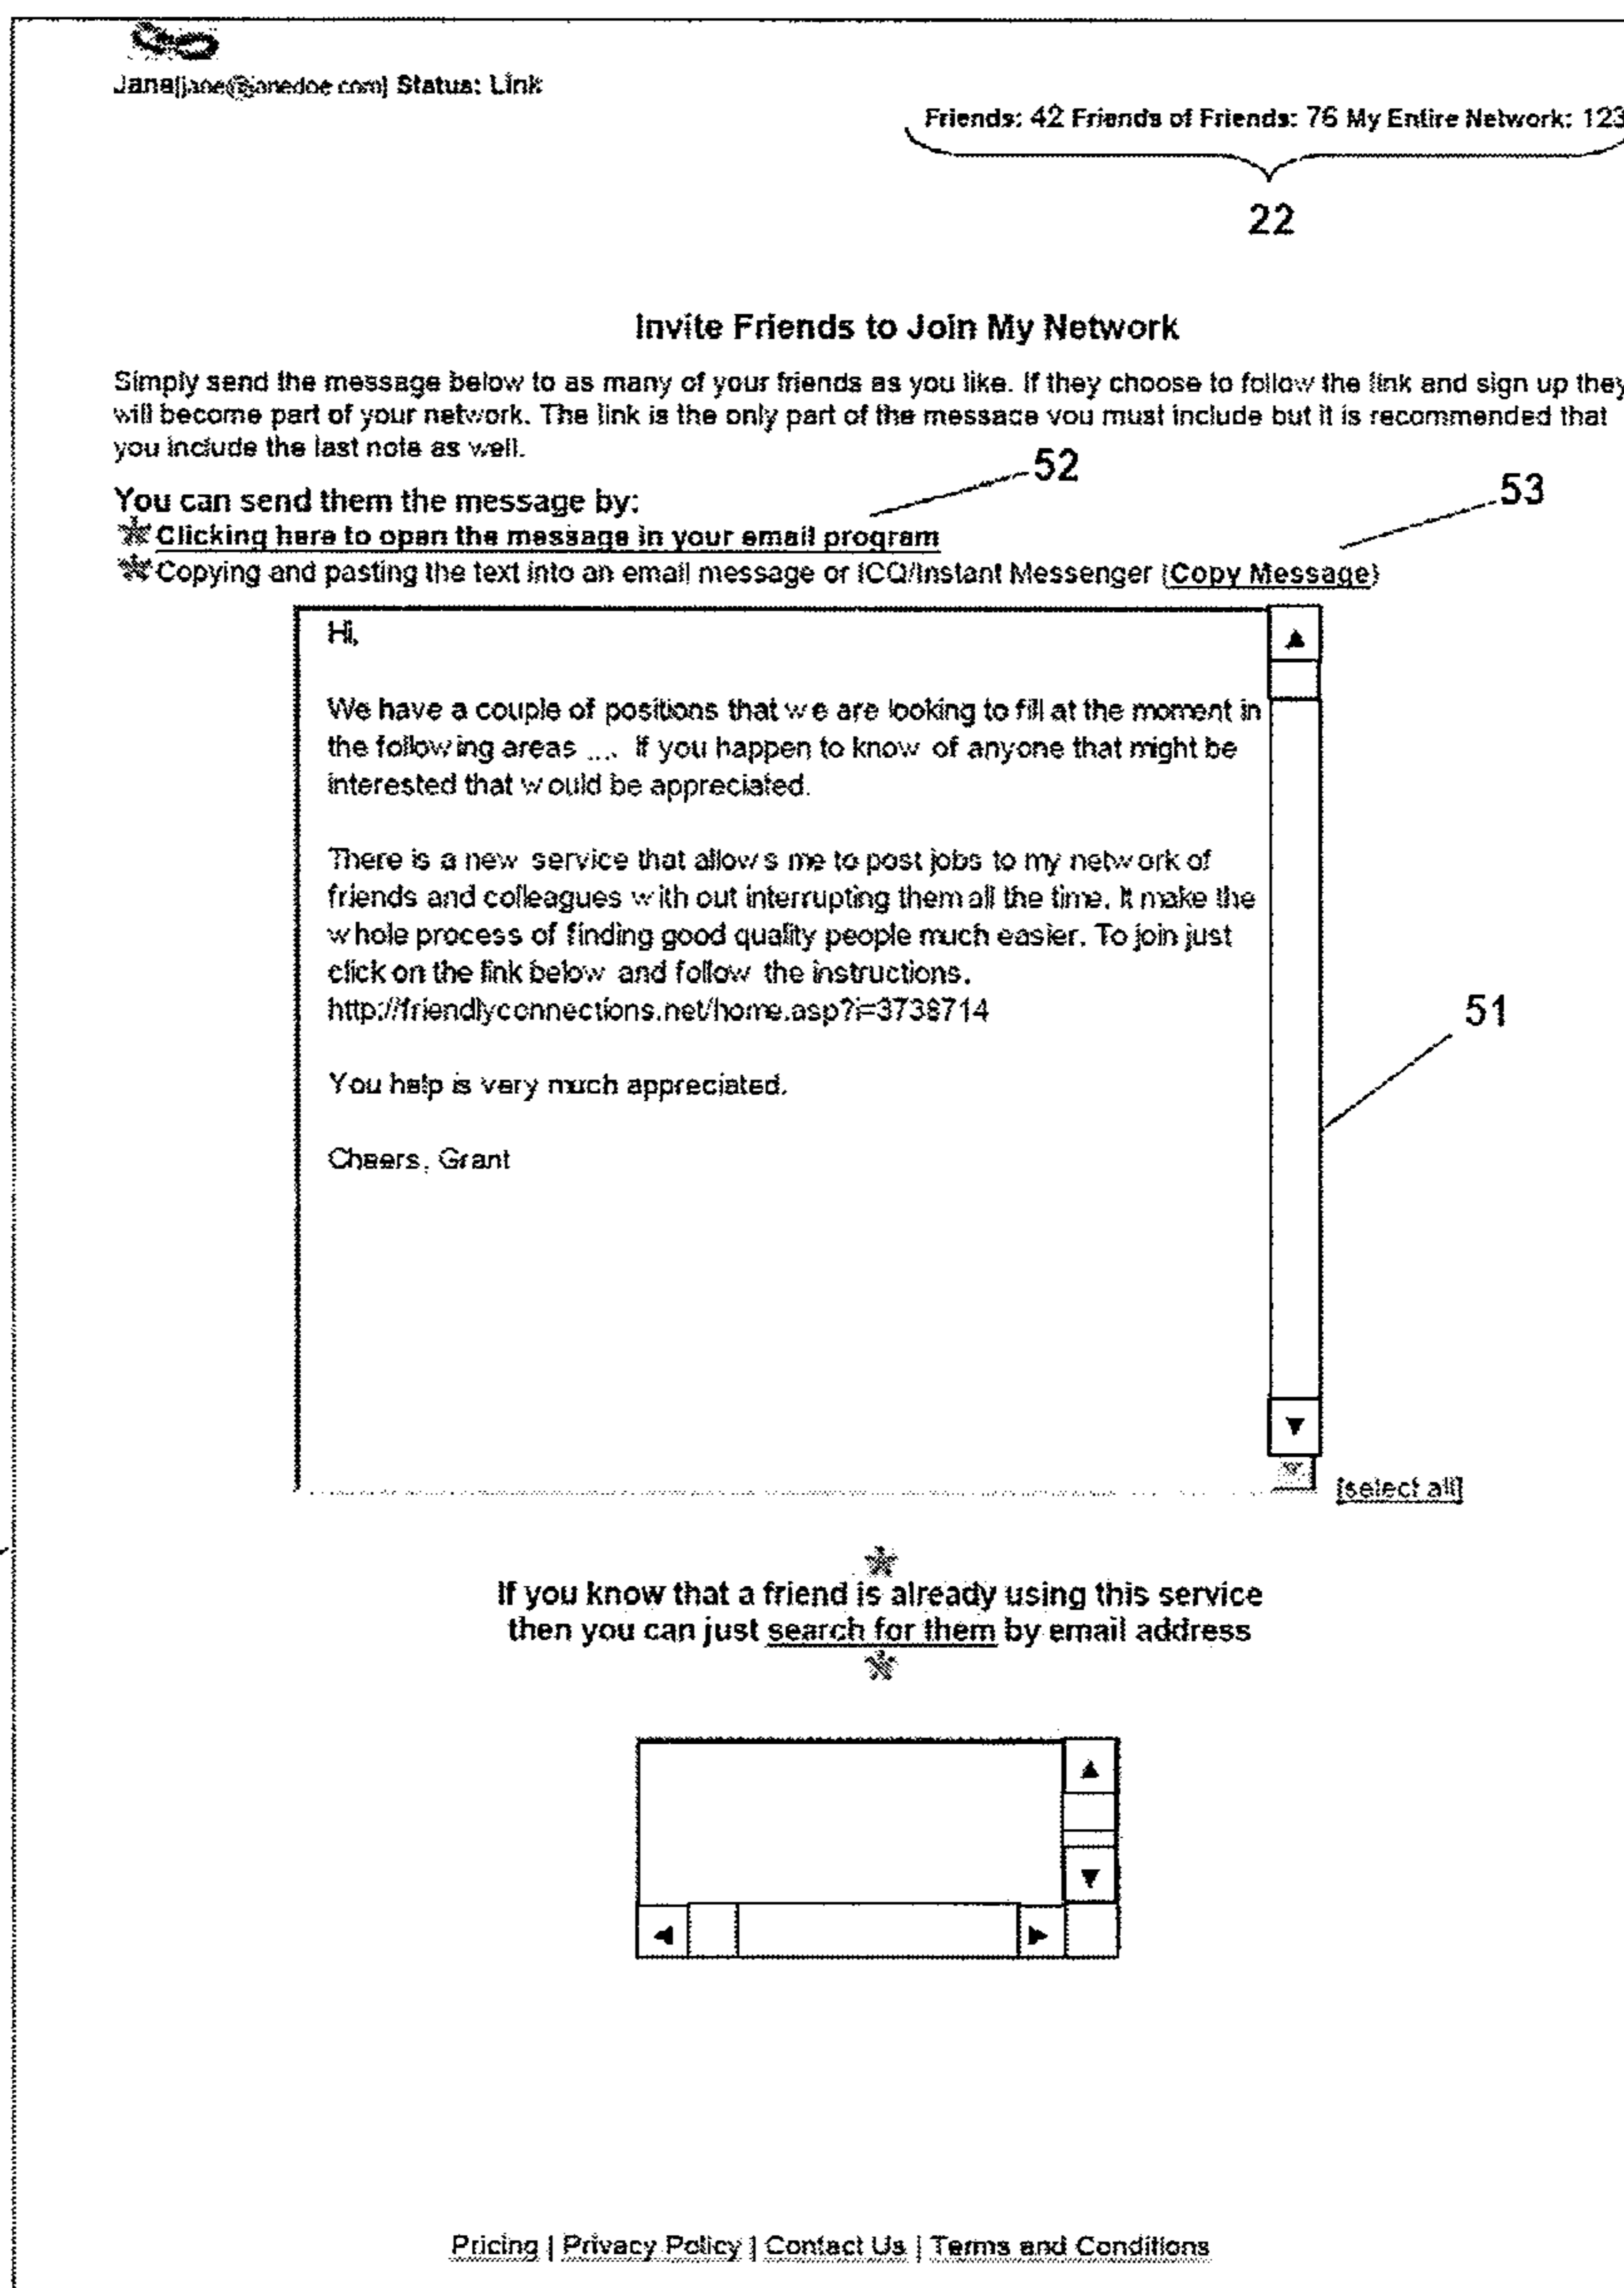 Jane[jane@janedoe.com] Status: Link
Friends: 42 Friends of Friends: 76 My Entire Network: 123
22
Invite Friends to Join My Network
Simply send the message below to as many of your friends as you like. If they choose to follow the link and sign up they
will become part of your network. The link is the only part of the message you must include but it is recommended that
you include the last note as well.
52
53
You can send them the message by:
Clicking here to open the message in your email program
Copying and pasting the text into an email message or ICQ/Instant Messenger (Copy Message)
Hi,
We have a couple of positions that we are looking to fill at the moment in
the following areas .... If you happen to know of anyone that might be
interested that would be appreciated.
There is a new service that allows me to post jobs to my network of
friends and colleagues with out interrupting them all the time. It make the
whole process of finding good quality people much easier. To join just
click on the link below and follow the instructions.
http://friendlyconnections.net/home.asp?i=3738714
51
You help is very much appreciated.
Cheers, Grant
[select all]
If you know that a friend is already using this service
then you can just search for them by email address
Pricing | Privacy Policy | Contact Us | Terms and Conditions